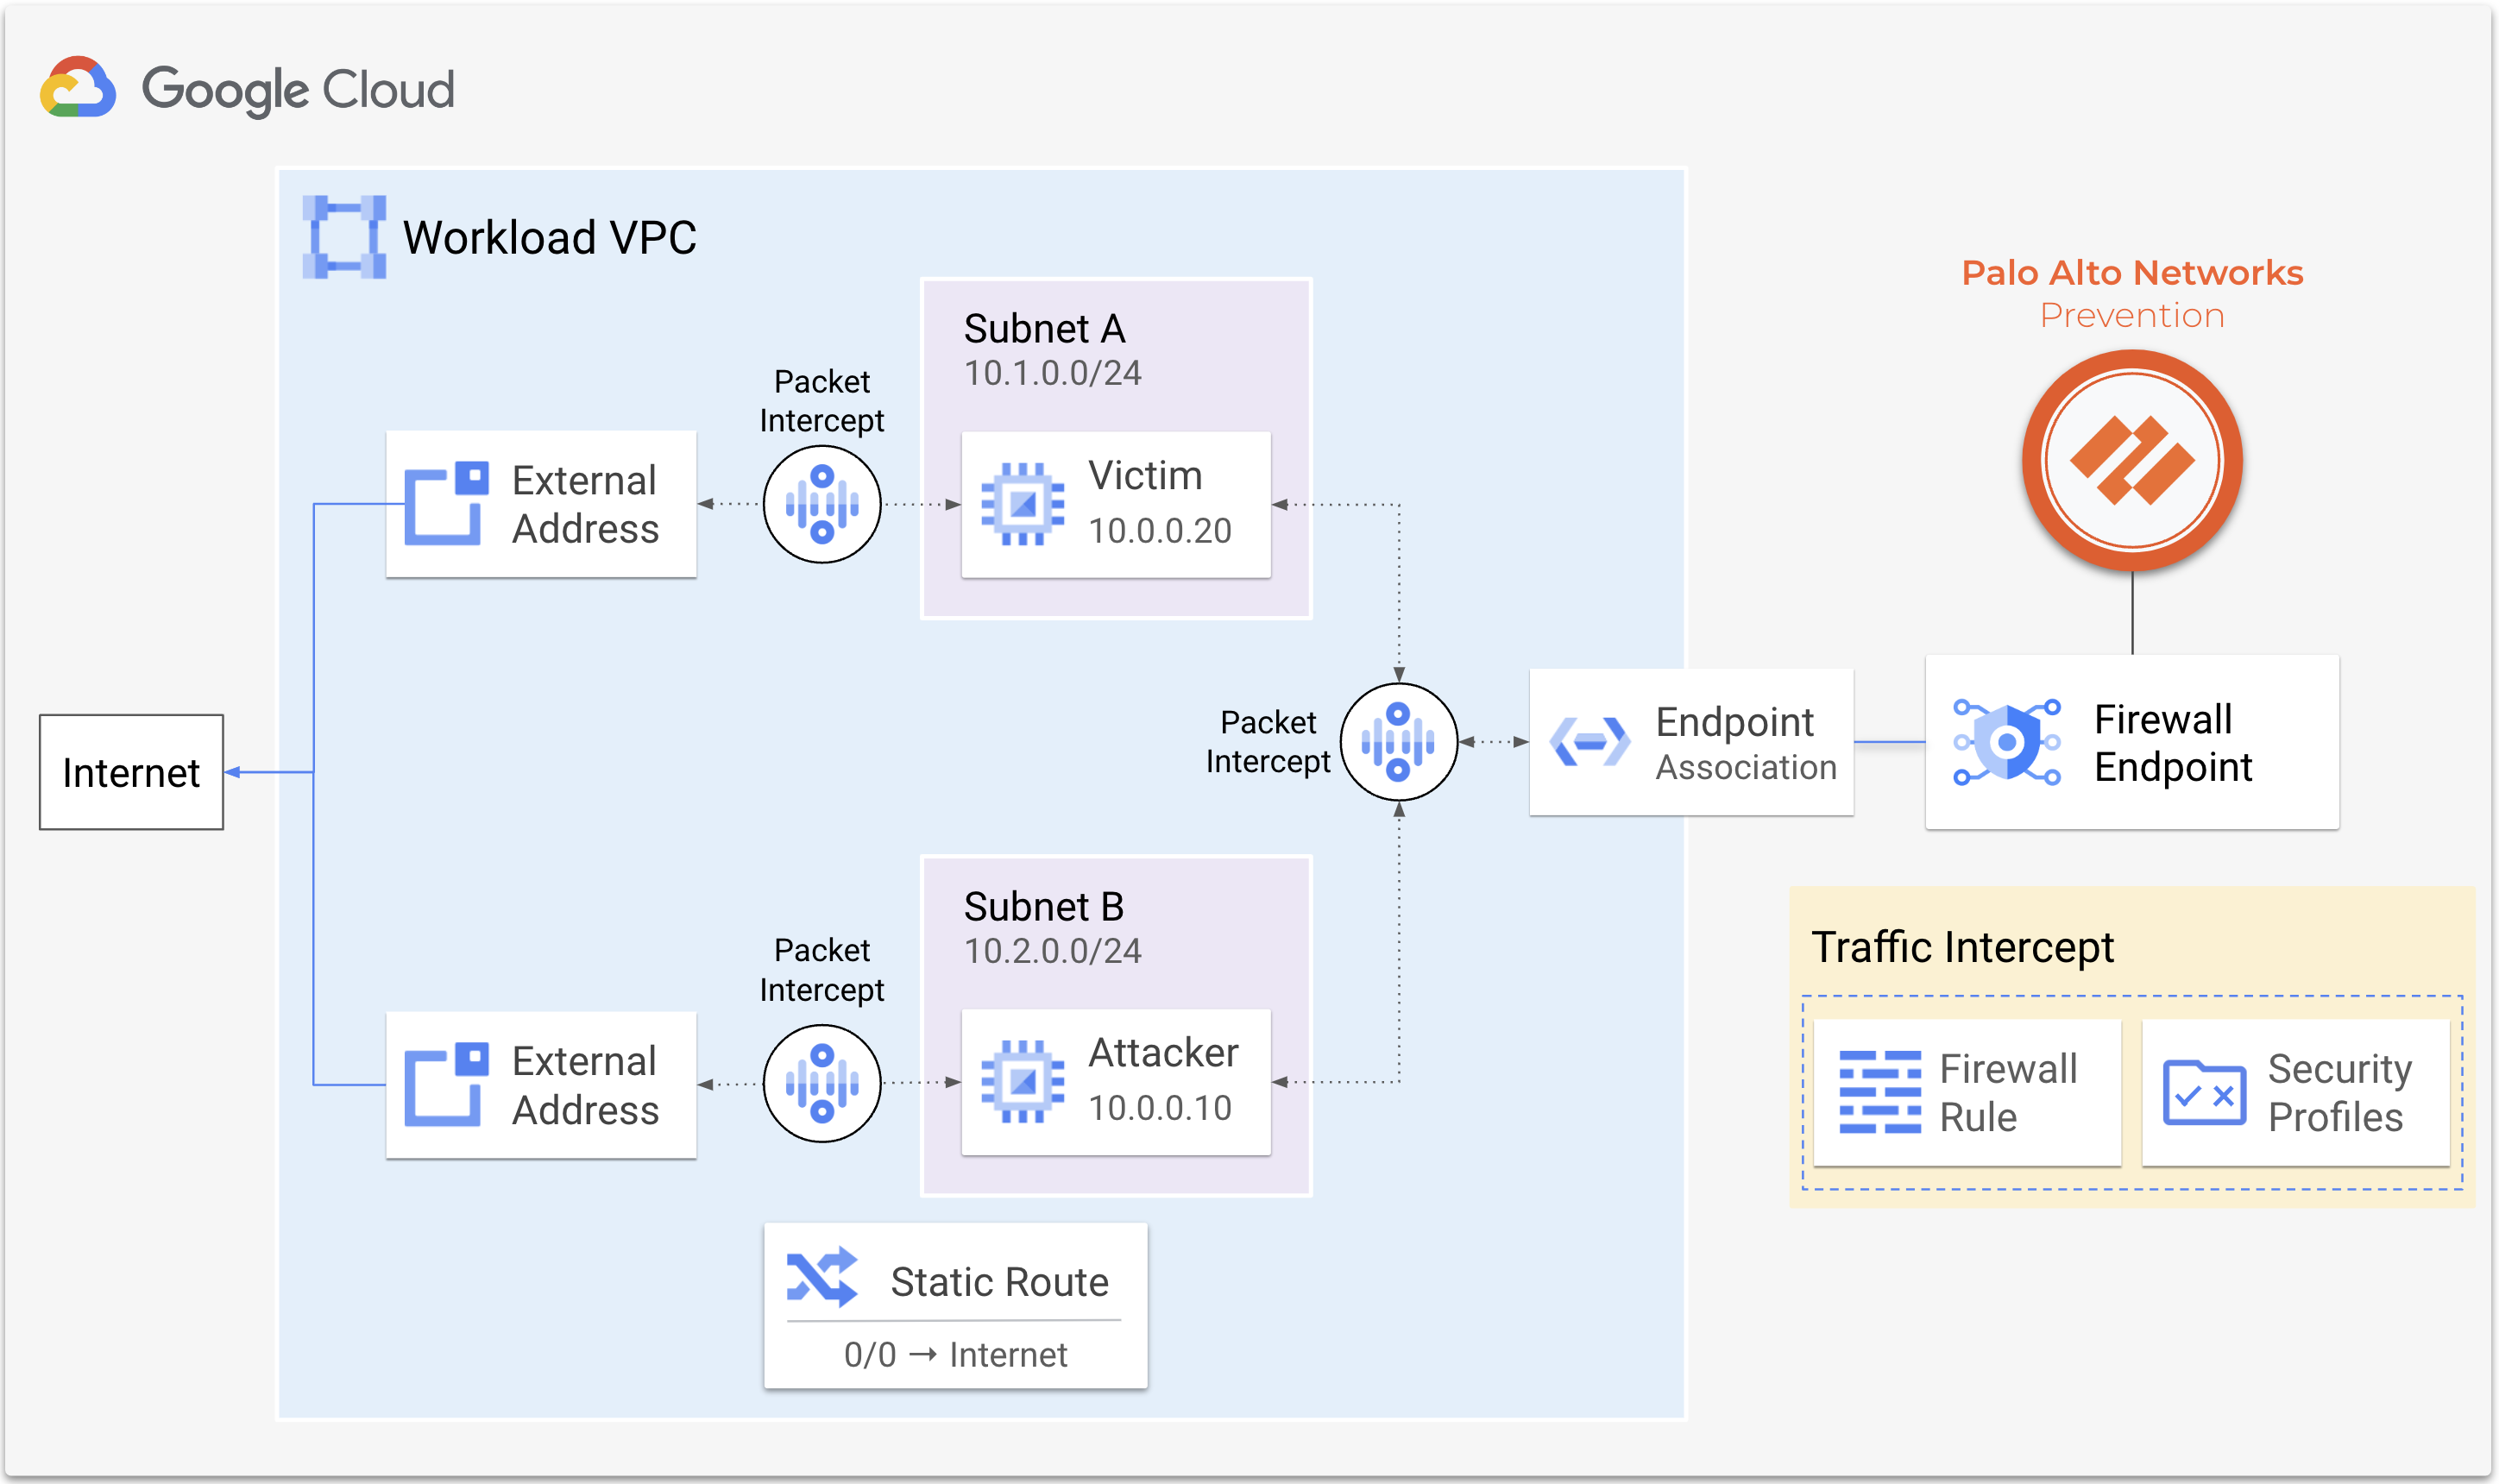 Google Cloud
Workload VPC
Palo Alto Networks
Prevention
Subnet A
10.1.0.0/24
Packet
Intercept
External
Address
Victim
10.0.0.20
Internet
Packet
Intercept
Endpoint
Association
Firewall
Endpoint
Subnet B
10.2.0.0/24
Packet
Intercept
External
Address
Attacker
10.0.0.10
Traffic Intercept
Firewall
Rule
Security
Profiles
Static Route
0/0 → Internet